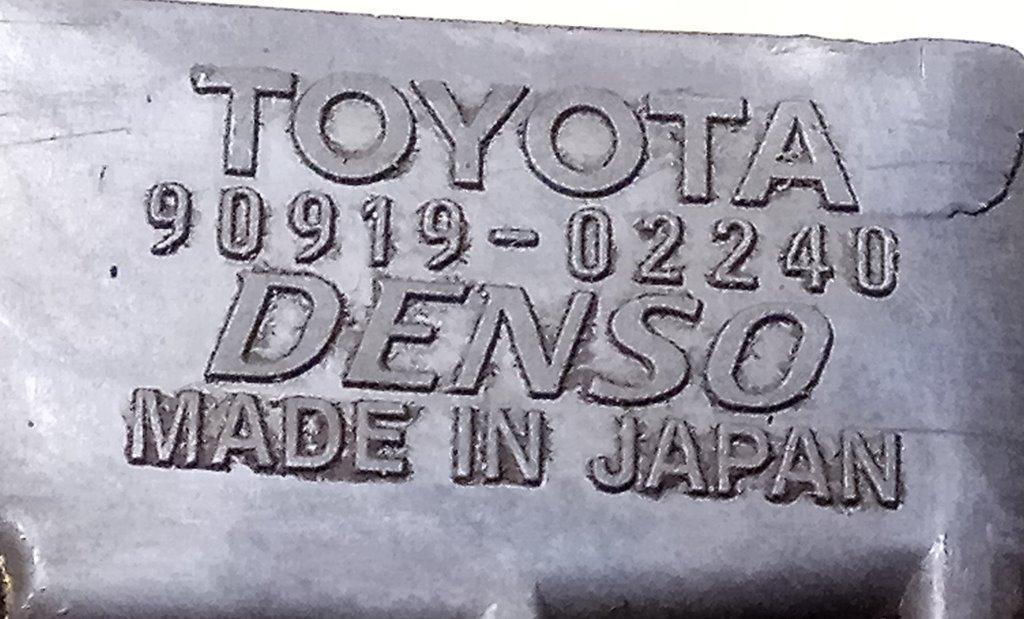 TOYOTA
90919-02240
DENSO
MADE IN JAPAN